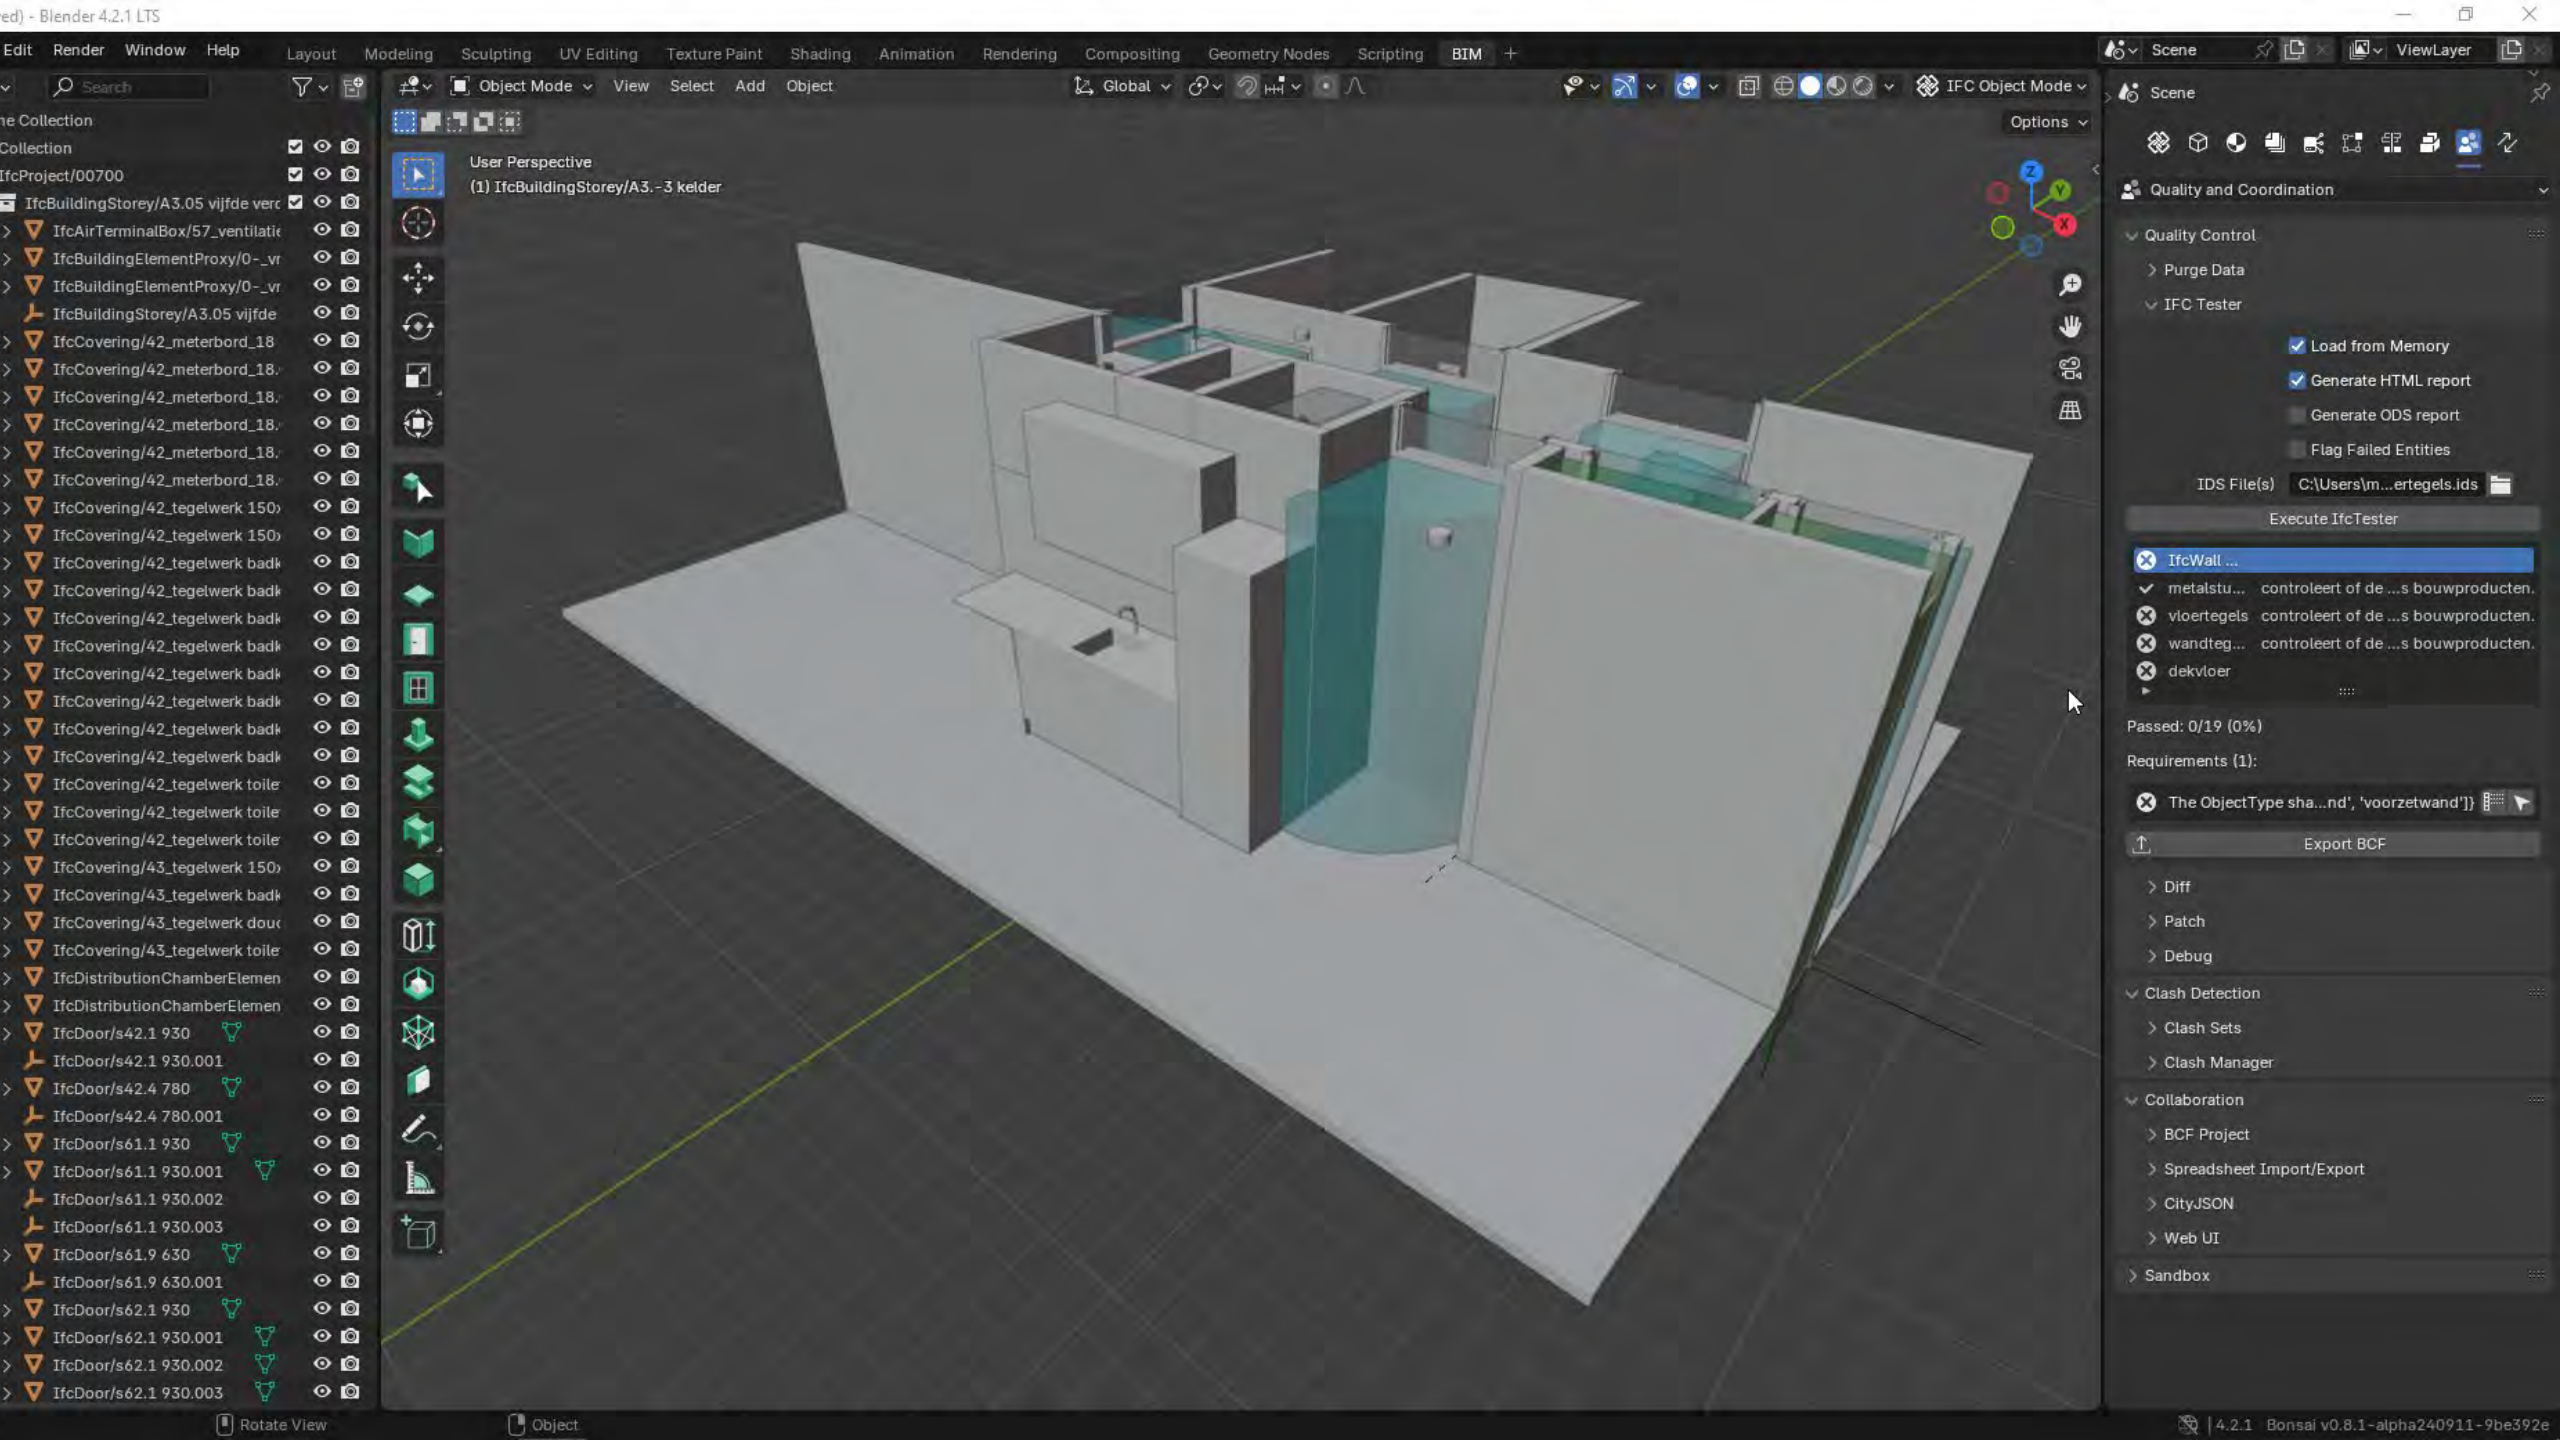 ved) - Blender 4.2.1 LTS
Edit Render Window Help
Layout Modeling Sculpting UV Editing Texture Paint Shading Animation Rendering Compositing Geometry Nodes Scripting BIM +
Scene
ViewLayer
Search
Object Mode View Select Add Object
Global
IFC Object Mode
Options
ne Collection
Collection
IfcProject/00700
IfcBuildingStorey/A3.05 vijfde verd
IfcAirTerminalBox/57_ventilatie
IfcBuildingElementProxy/0-_vr
IfcBuildingElementProxy/0-_vr
IfcBuildingStorey/A3.05 vijfde
IfcCovering/42_meterbord_18
IfcCovering/42_meterbord_18.
IfcCovering/42_meterbord_18.
IfcCovering/42_meterbord_18.
IfcCovering/42_meterbord_18.
IfcCovering/42_meterbord_18.
IfcCovering/42_tegelwerk 150x
IfcCovering/42_tegelwerk 150x
IfcCovering/42_tegelwerk badk
IfcCovering/42_tegelwerk badk
IfcCovering/42_tegelwerk badk
IfcCovering/42_tegelwerk badk
IfcCovering/42_tegelwerk badk
IfcCovering/42_tegelwerk badk
IfcCovering/42_tegelwerk badk
IfcCovering/42_tegelwerk badk
IfcCovering/42_tegelwerk toile
IfcCovering/42_tegelwerk toile
IfcCovering/42_tegelwerk toile
IfcCovering/43_tegelwerk 150x
IfcCovering/43_tegelwerk badk
IfcCovering/43_tegelwerk douc
IfcCovering/43_tegelwerk toile
IfcDistributionChamberElemen
IfcDistributionChamberElemen
IfcDoor/s42.1 930
IfcDoor/s42.1 930.001
IfcDoor/s42.4 780
IfcDoor/s42.4 780.001
IfcDoor/s61.1 930
IfcDoor/s61.1 930.001
IfcDoor/s61.1 930.002
IfcDoor/s61.1 930.003
IfcDoor/s61.9 630
IfcDoor/s61.9 630.001
IfcDoor/s62.1 930
IfcDoor/s62.1 930.001
IfcDoor/s62.1 930.002
IfcDoor/s62.1 930.003
User Perspective
(1) IfcBuildingStorey/A3.-3 kelder
Z
Y
X
Scene
Quality and Coordination
Quality Control
Purge Data
IFC Tester
Load from Memory
Generate HTML report
Generate ODS report
Flag Failed Entities
IDS File(s) C:\Users\m...ertegels.ids
Execute IfcTester
IfcWall ...
metalstu... controleert of de ...s bouwproducten.
vloertegels controleert of de ...s bouwproducten.
wandteg... controleert of de ...s bouwproducten.
dekvloer
Passed: 0/19 (0%)
Requirements (1):
The ObjectType sha...nd', 'voorzetwand']}
Export BCF
Diff
Patch
Debug
Clash Detection
Clash Sets
Clash Manager
Collaboration
BCF Project
Spreadsheet Import/Export
CityJSON
Web UI
Sandbox
Rotate View
Object
4.2.1 Bonsai v0.8.1-alpha240911-9be392e